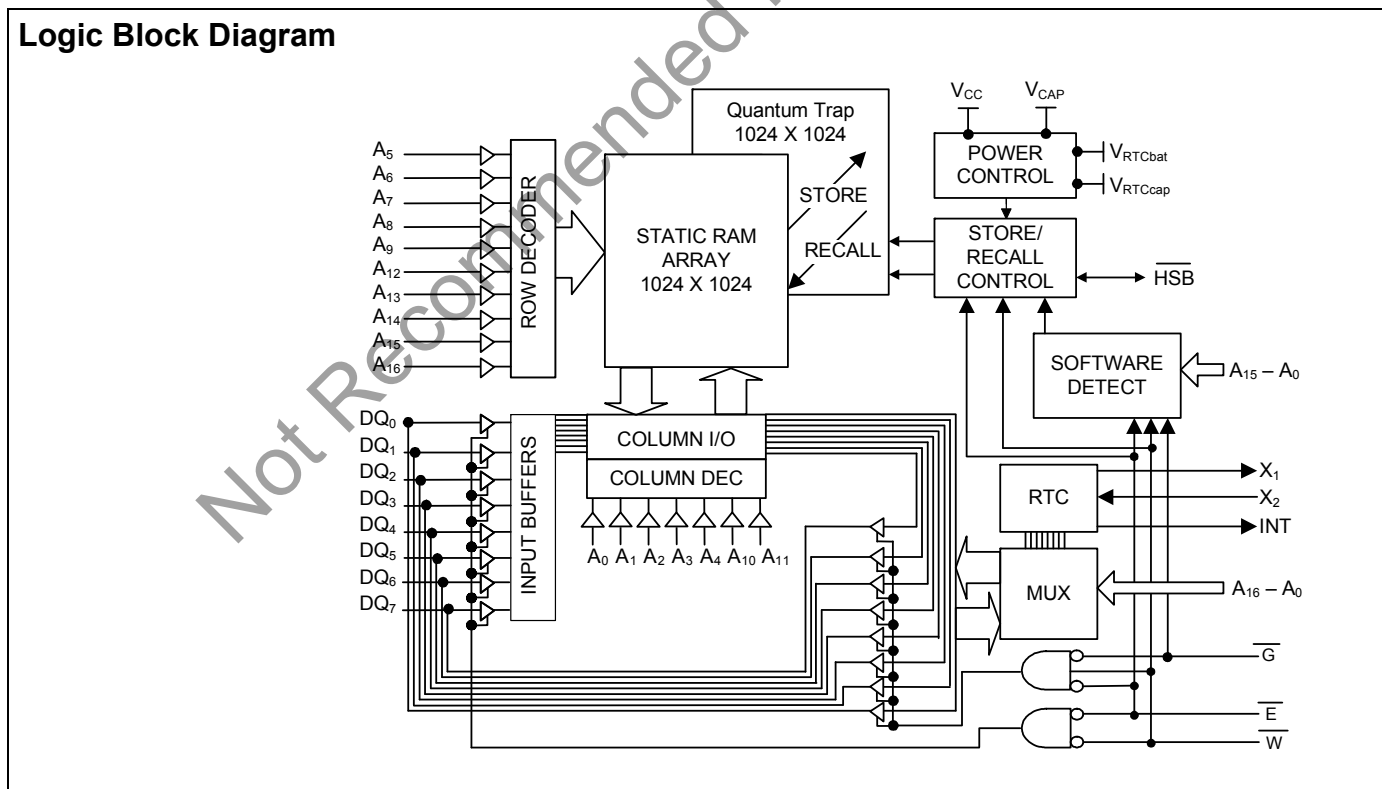 Logic Block Diagram
Not Recommended
Quantum Trap
1024 X 1024
STORE
RECALL
STATIC RAM
ARRAY
1024 X 1024
A5
A6
A7
A8
A9
A12
A13
A14
A15
A16
ROW DECODER
VCC
VCAP
POWER
CONTROL
VRTCbat
VRTCcap
STORE/
RECALL
CONTROL
HSB
SOFTWARE
DETECT
A15 – A0
DQ0
DQ1
DQ2
DQ3
DQ4
DQ5
DQ6
DQ7
INPUT BUFFERS
COLUMN I/O
COLUMN DEC
A0 A1 A2 A3 A4 A10 A11
RTC
X1
X2
INT
MUX
A16 – A0
G
E
W